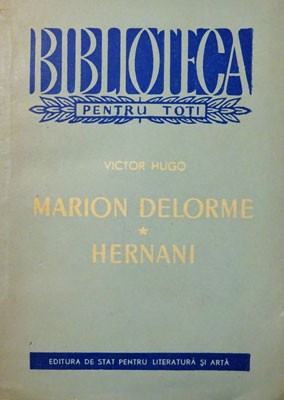 BIBLIOTECA
PENTRU TOȚI
VICTOR HUGO
MARION DELORME
*
HERNANI
EDITURA DE STAT PENTRU LITERATURĂ ȘI ARTĂ